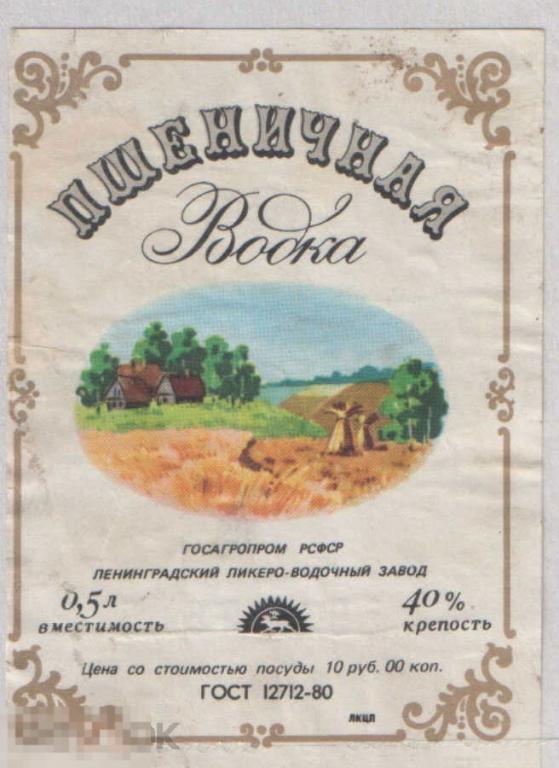 ПШЕНИЧНАЯ
Водка
ГОСАГРОПРОМ РСФСР
ЛЕНИНГРАДСКИЙ ЛИКЕРО-ВОДОЧНЫЙ ЗАВОД
0,5 л
вместимость
40%
крепость
Цена со стоимостью посуды 10 руб. 00 коп.
ГОСТ 12712-80
ЛКЦП